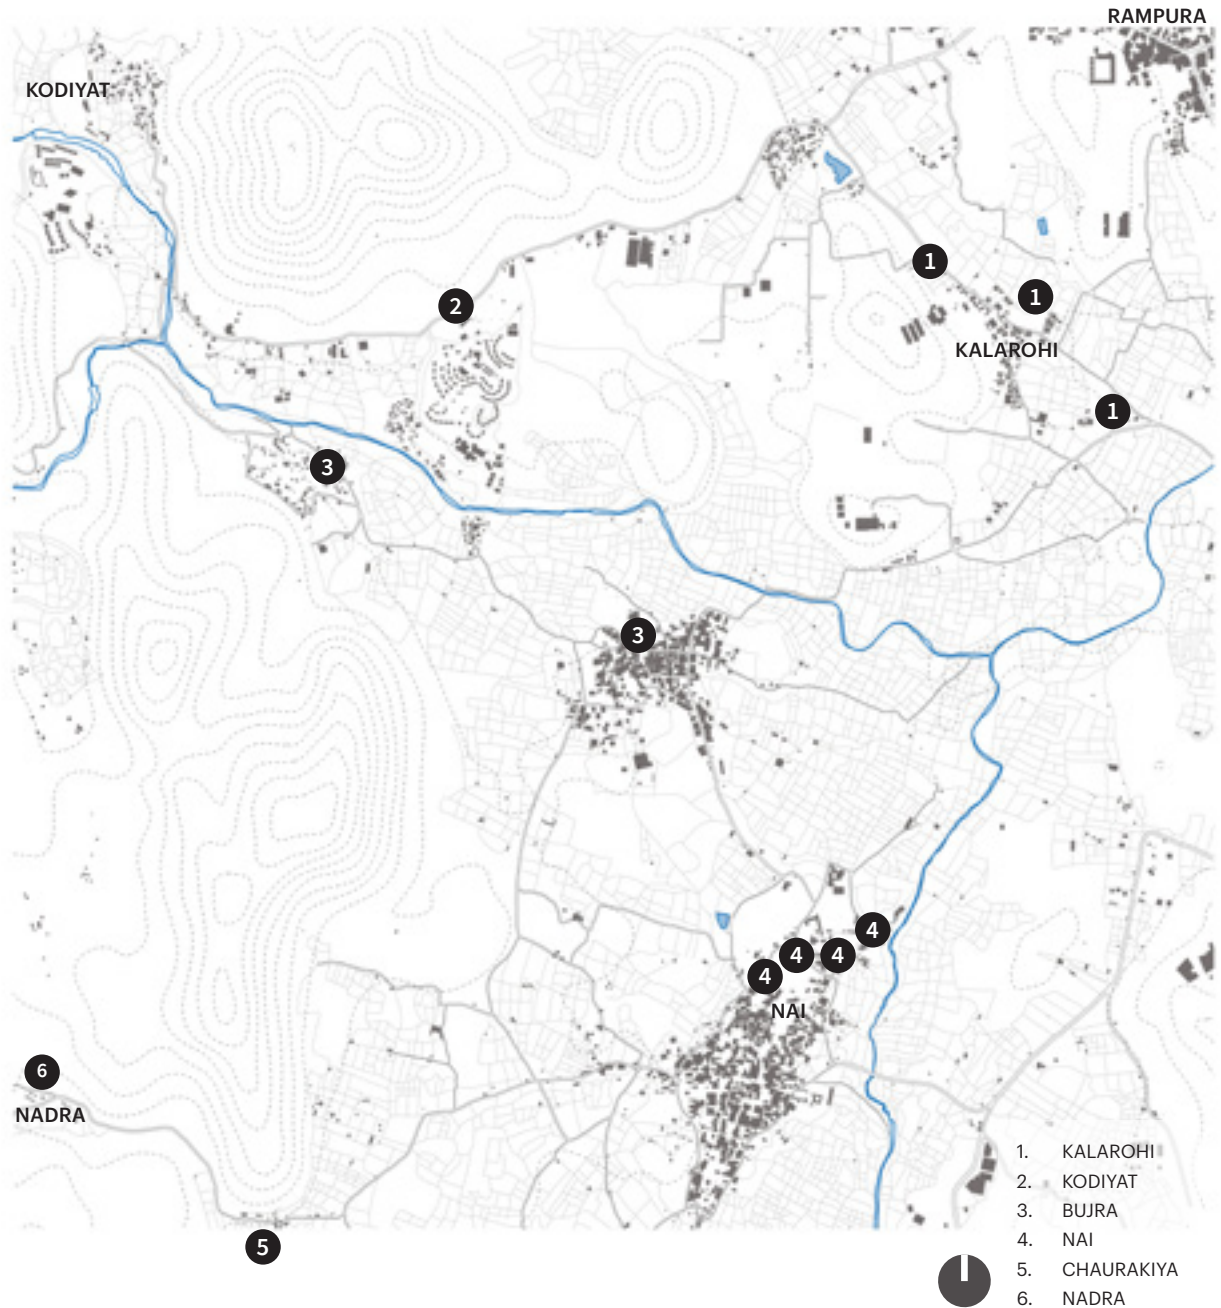 RAMPURA
KODIYAT
1
1
2
KALAROHI
1
3
3
4
4
4
4
NAI
6
NADRA
5
1. KALAROHI
2. KODIYAT
3. BUJRA
4. NAI
5. CHAURAKIYA
6. NADRA